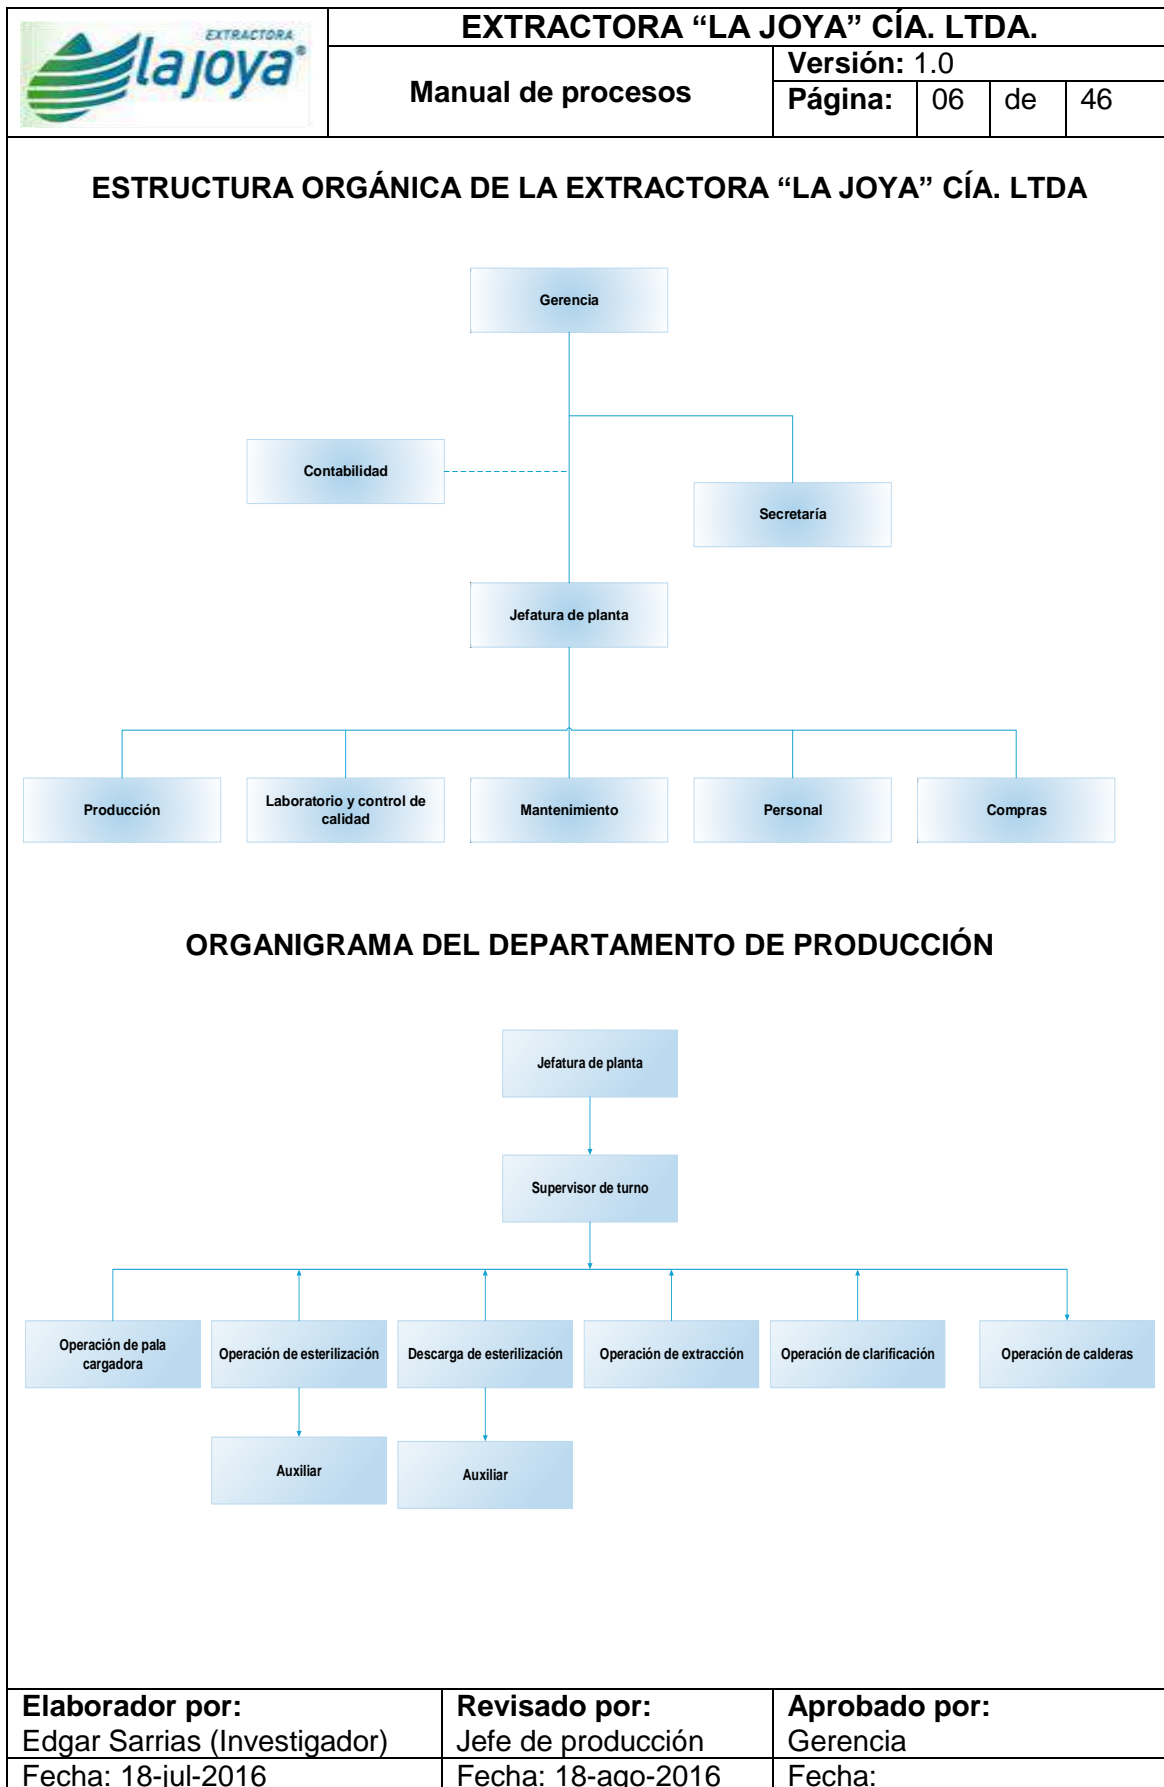 EXTRACTORA
la joya®
EXTRACTORA “LA JOYA” CÍA. LTDA.
Manual de procesos
Versión: 1.0
Página: 06 de 46
ESTRUCTURA ORGÁNICA DE LA EXTRACTORA “LA JOYA” CÍA. LTDA
Gerencia
Contabilidad
Secretaría
Jefatura de planta
Producción
Laboratorio y control de
calidad
Mantenimiento
Personal
Compras
ORGANIGRAMA DEL DEPARTAMENTO DE PRODUCCIÓN
Jefatura de planta
Supervisor de turno
Operación de pala
cargadora
Operación de esterilización
Descarga de esterilización
Operación de extracción
Operación de clarificación
Operación de calderas
Auxiliar
Auxiliar
Elaborador por:
Edgar Sarrias (Investigador)
Revisado por:
Jefe de producción
Aprobado por:
Gerencia
Fecha: 18-jul-2016
Fecha: 18-ago-2016
Fecha: